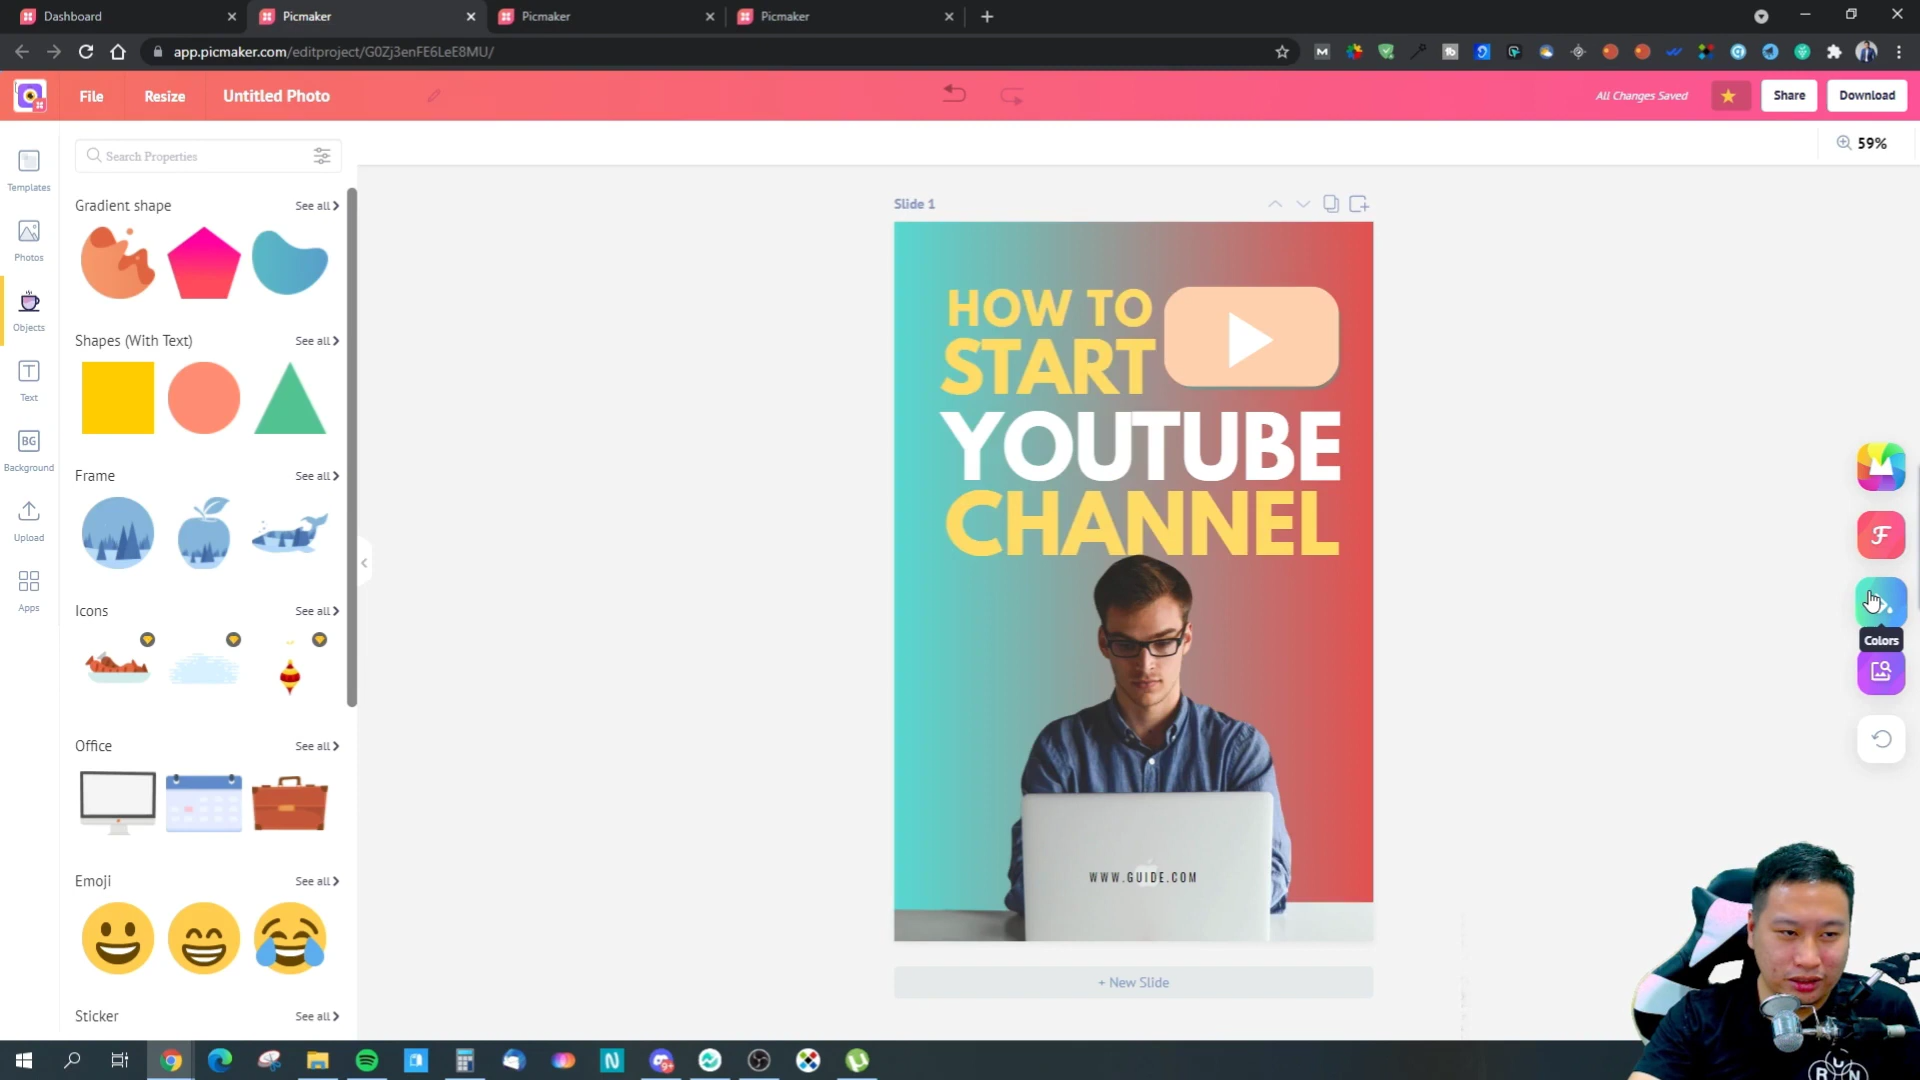 Dashboard
Picmaker
Picmaker
Picmaker
app.picmaker.com/editproject/G0Zj3enFE6LeE8MU/
File
Resize
Untitled Photo
All Changes Saved
Share
Download
Templates
Photos
Objects
Text
BG
Background
Upload
Apps
Search Properties
Gradient shape
See all
Shapes (With Text)
See all
Frame
See all
Icons
See all
Office
See all
Emoji
See all
Sticker
See all
59%
Slide 1
HOW TO
START
YOUTUBE
CHANNEL
WWW.GUIDE.COM
+ New Slide
F
Colors
RUN